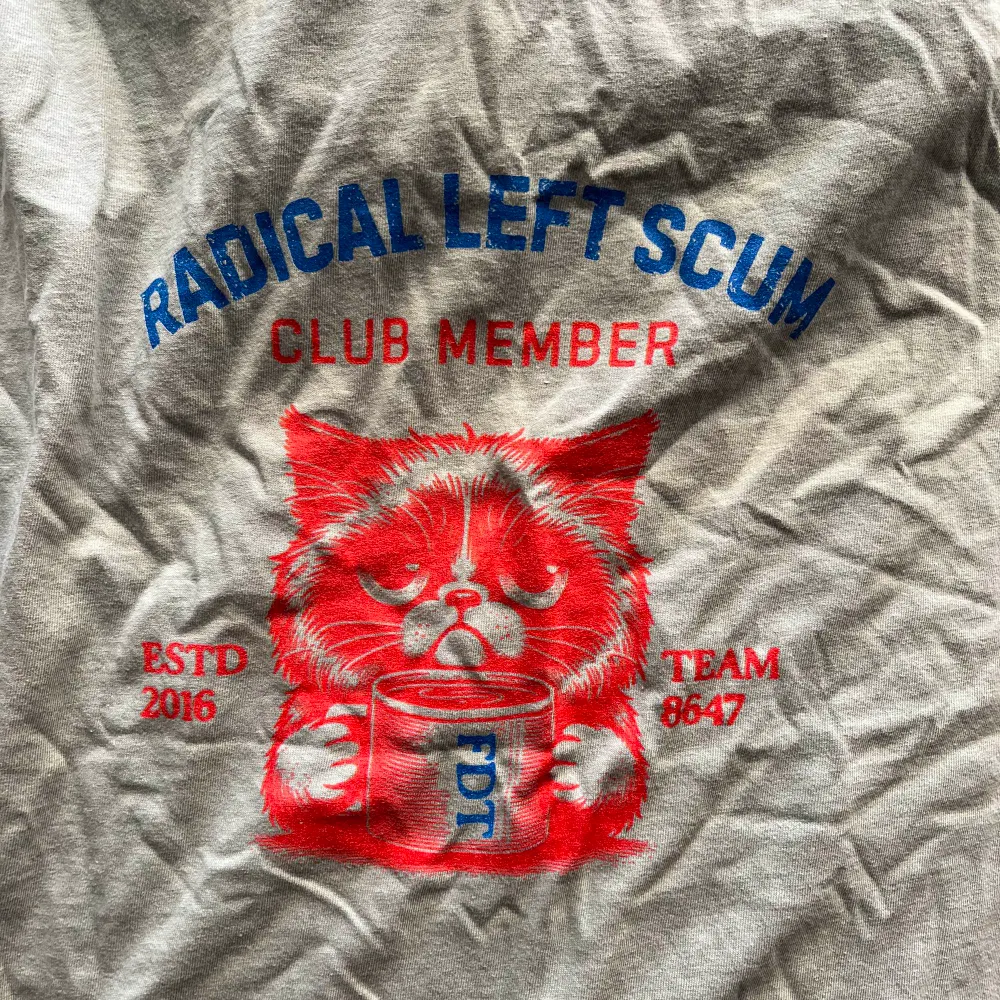 RADICAL LEFT SCUM
CLUB MEMBER
ESTD
2016
TEAM
8647
FDT